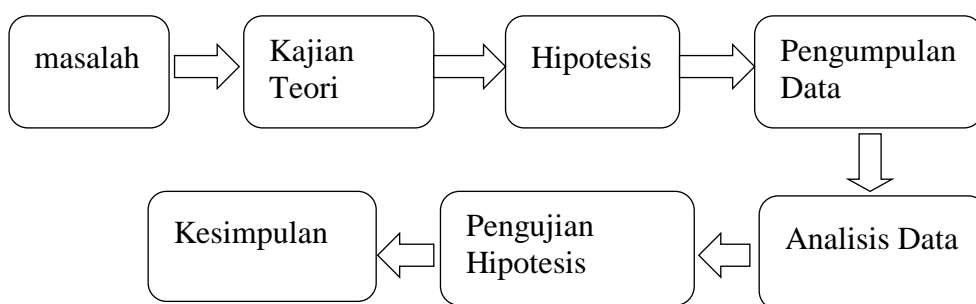 masalah
Kajian
Teori
Hipotesis
Pengumpulan
Data
Analisis Data
Pengujian
Hipotesis
Kesimpulan